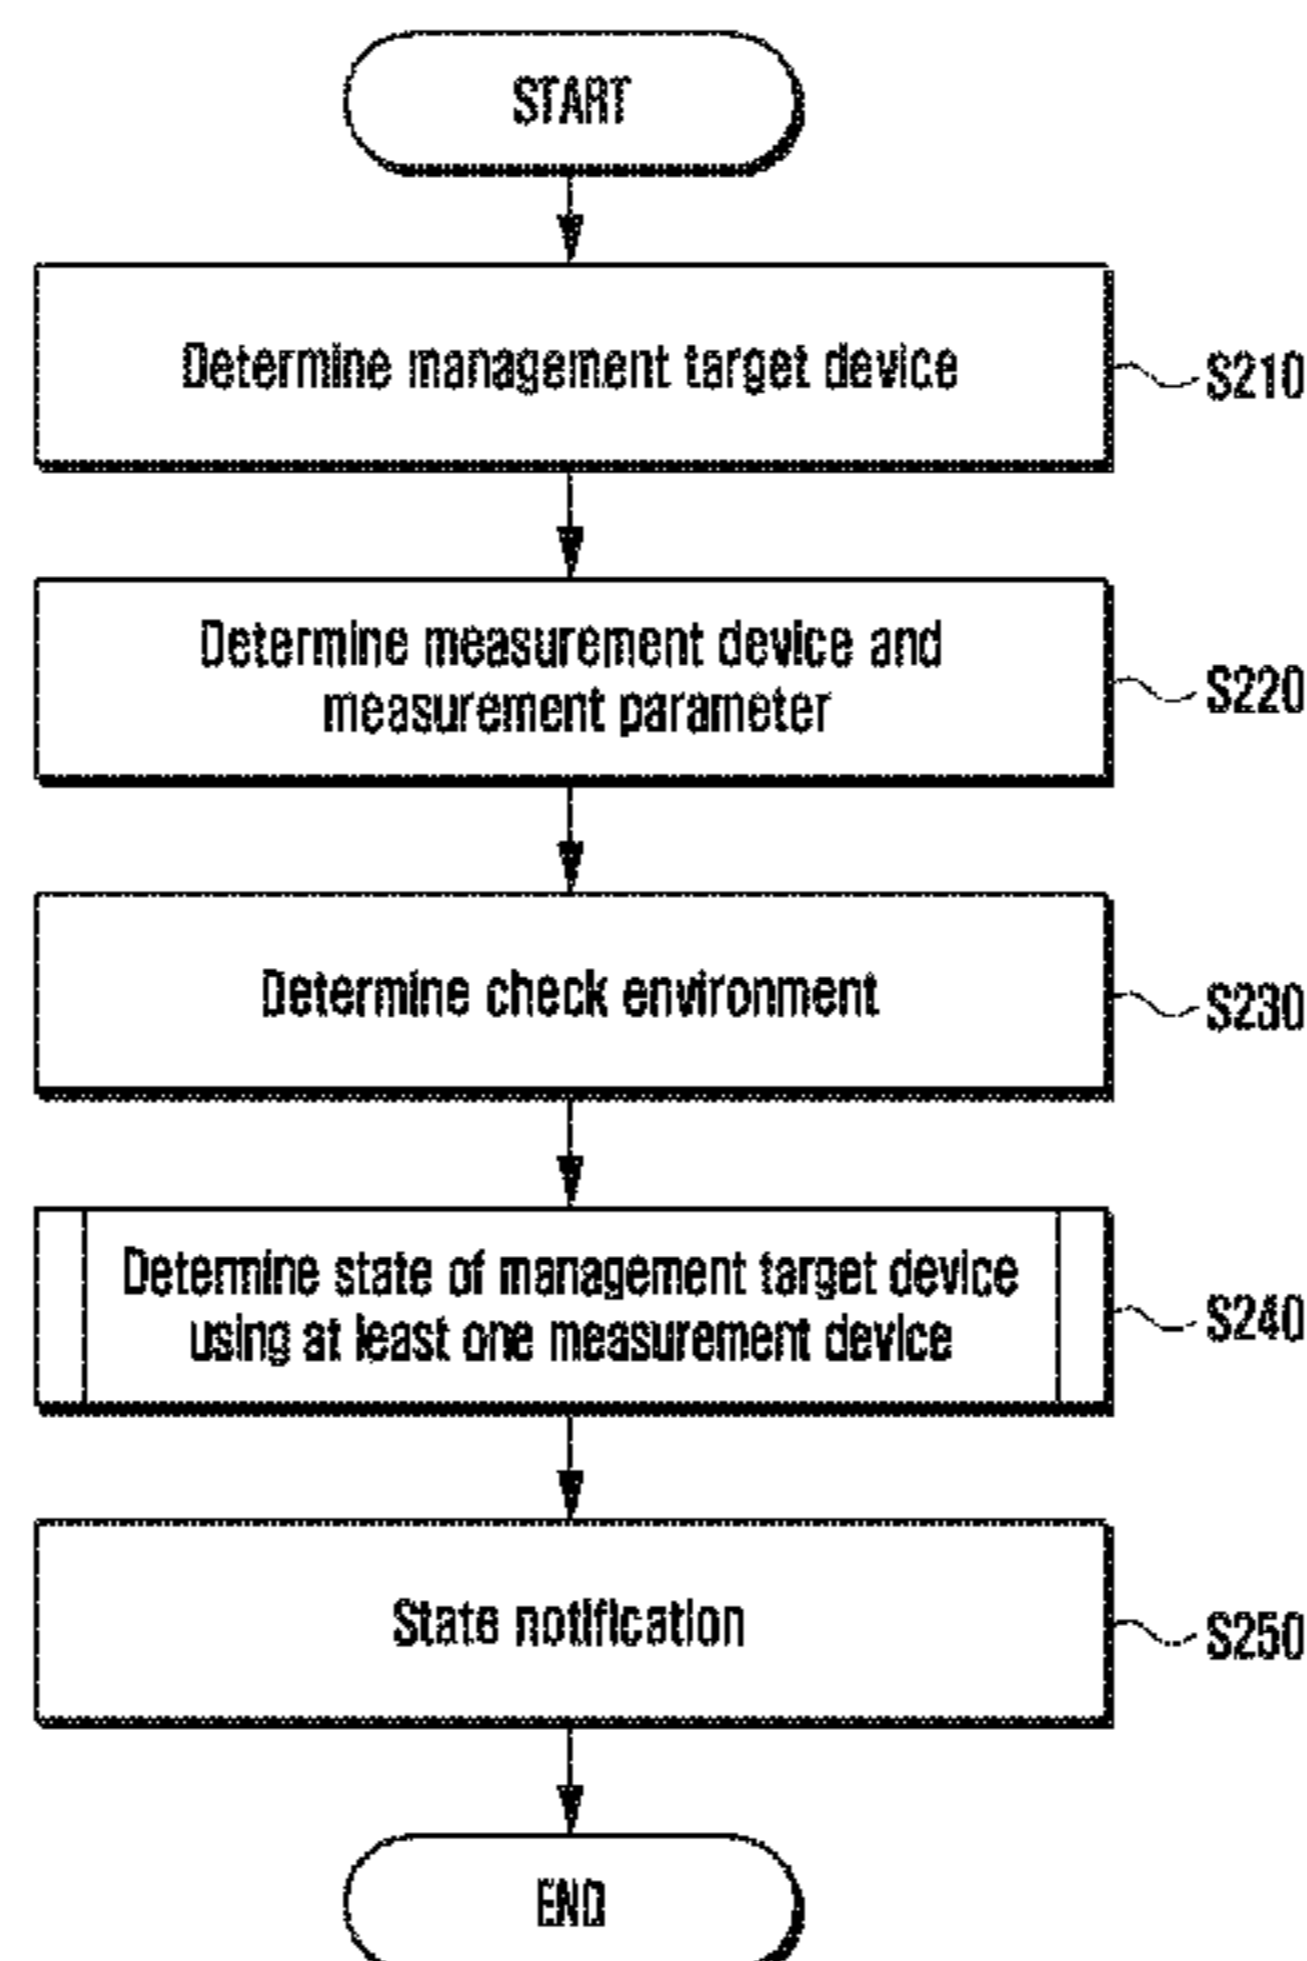 START
Determine management target device
S210
Determine measurement device and
measurement parameter
S220
Determine check environment
S230
Determine state of management target device
using at least one measurement device
S240
State notification
S250
END